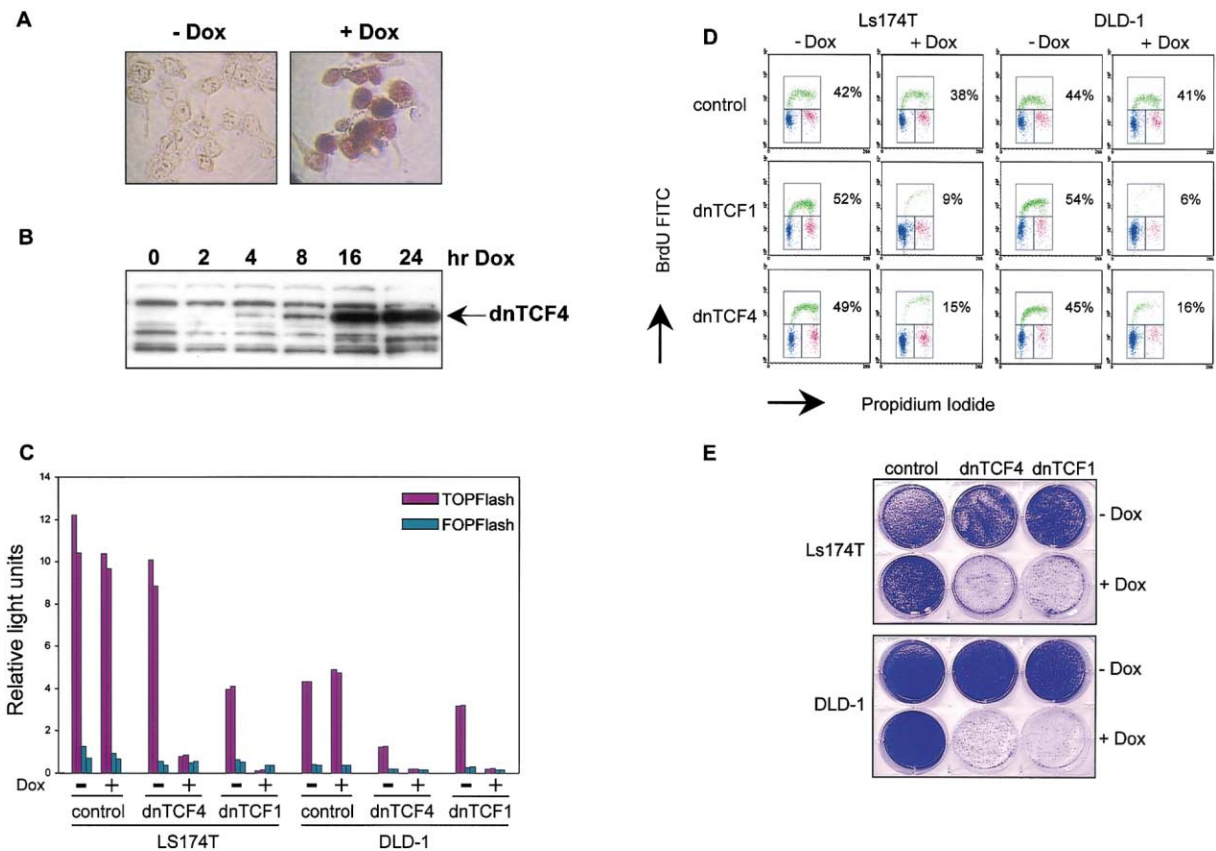 A
- Dox + Dox
B
0 2 4 8 16 24 hr Dox
dnTCF4
C
Relative light units
14
12
10
8
6
4
2
0
TOPFlash
FOPFlash
Dox - + - + - + - + - + - +
control dnTCF4 dnTCF1 control dnTCF4 dnTCF1
LS174T DLD-1
D
Ls174T DLD-1
- Dox + Dox - Dox + Dox
control 42% 38% 44% 41%
dnTCF1 52% 9% 54% 6%
dnTCF4 49% 15% 45% 16%
BrdU FITC
Propidium Iodide
E
control dnTCF4 dnTCF1
Ls174T
- Dox
+ Dox
DLD-1
- Dox
+ Dox